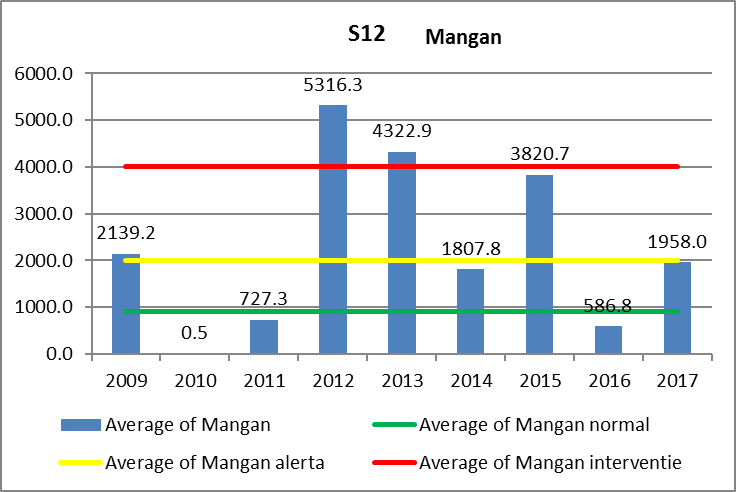 S12 Mangan
6000.0
5000.0
4000.0
3000.0
2000.0
1000.0
0.0
2139.2
0.5
727.3
5316.3
4322.9
1807.8
3820.7
586.8
1958.0
2009 2010 2011 2012 2013 2014 2015 2016 2017
Average of Mangan
Average of Mangan normal
Average of Mangan alerta
Average of Mangan interventie